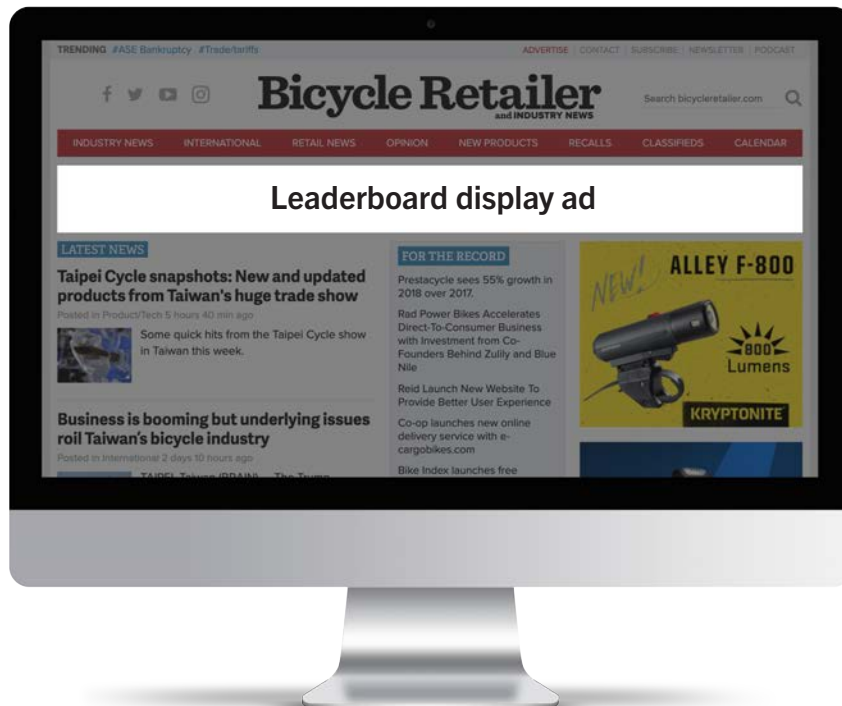 TRENDING #ASE Bankruptcy #Trade/tariffs
ADVERTISE | CONTACT | SUBSCRIBE | NEWSLETTER | PODCAST
Bicycle Retailer
and INDUSTRY NEWS
Search bicycleretailer.com
INDUSTRY NEWS INTERNATIONAL RETAIL NEWS OPINION NEW PRODUCTS RECALLS CLASSIFIEDS CALENDAR
Leaderboard display ad
LATEST NEWS
Taipei Cycle snapshots: New and updated
products from Taiwan's huge trade show
Posted in Product/Tech 5 hours 40 min ago
Some quick hits from the Taipei Cycle show
in Taiwan this week.
Business is booming but underlying issues
roil Taiwan's bicycle industry
Posted in International 2 days 10 hours ago
TAIPEI, Taiwan (BRAIN) — The Trump
FOR THE RECORD
Prestacycle sees 55% growth in
2018 over 2017.
Rad Power Bikes Accelerates
Direct-To-Consumer Business
with Investment from Co-
Founders Behind Zulily and Blue
Nile
Reid Launch New Website To
Provide Better User Experience
Co-op launches new online
delivery service with e-
cargobikes.com
Bike Index launches free
NEW! ALLEY F-800
800
Lumens
KRYPTONITE